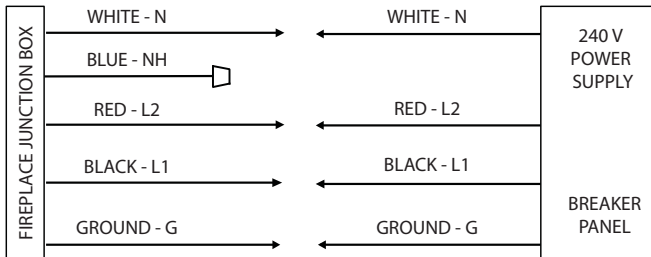 FIREPLACE JUNCTION BOX
WHITE - N
BLUE - NH
RED - L2
BLACK - L1
GROUND - G
WHITE - N
RED - L2
BLACK - L1
GROUND - G
240 V
POWER
SUPPLY
BREAKER
PANEL